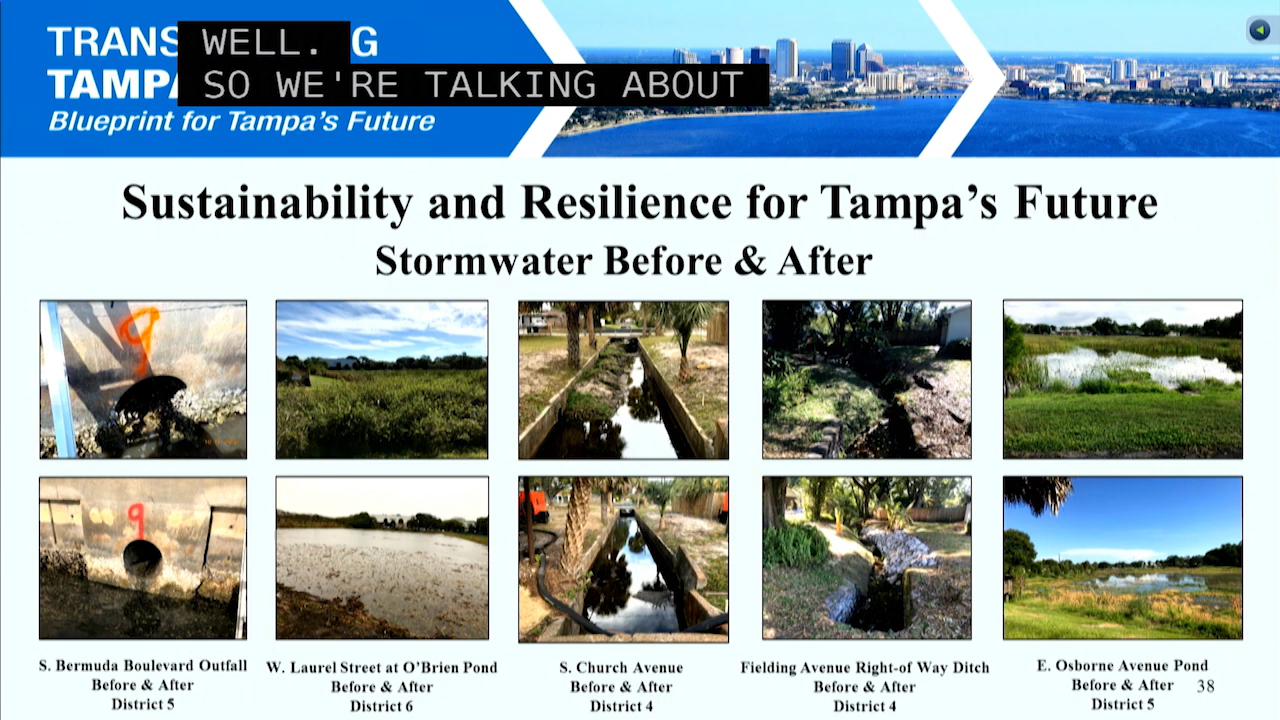 TRANS G
WELL.
TAMPA
SO WE'RE TALKING ABOUT
Blueprint for Tampa's Future
Sustainability and Resilience for Tampa's Future
Stormwater Before & After
9
9
S. Bermuda Boulevard Outfall
Before & After
District 5
W. Laurel Street at O'Brien Pond
Before & After
District 6
S. Church Avenue
Before & After
District 4
Fielding Avenue Right-of Way Ditch
Before & After
District 4
E. Osborne Avenue Pond
Before & After
District 5
38